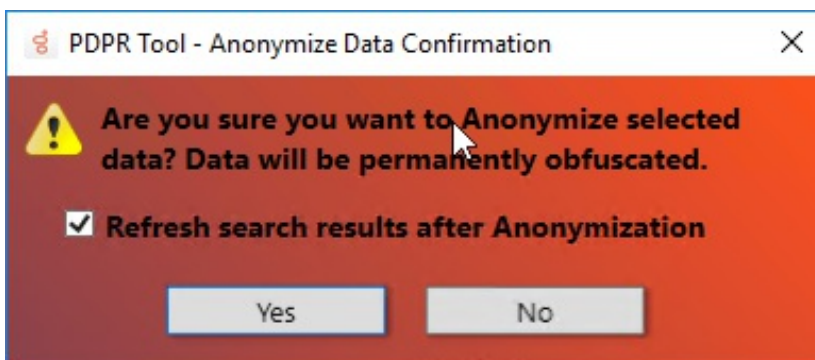 PDPR Tool - Anonymize Data Confirmation
Are you sure you want to Anonymize selected
data? Data will be permanently obfuscated.
Refresh search results after Anonymization
Yes
No